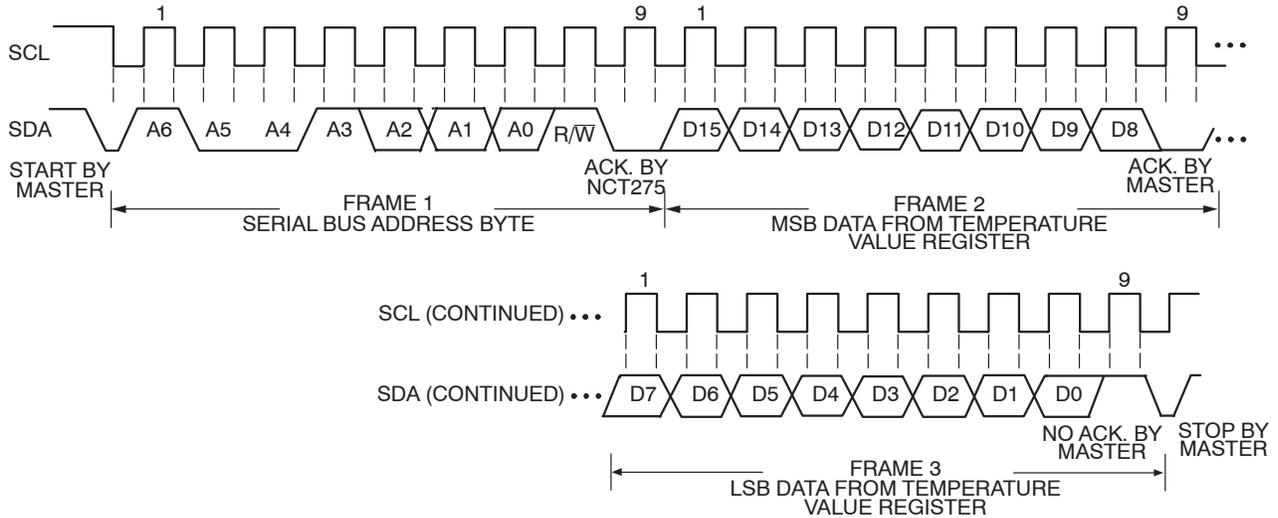 1 9 1 9
SCL
SDA A6 A5 A4 A3 A2 A1 A0 R/W̅ D15 D14 D13 D12 D11 D10 D9 D8
START BY
MASTER
ACK. BY
NCT275
ACK. BY
MASTER
FRAME 1
SERIAL BUS ADDRESS BYTE
FRAME 2
MSB DATA FROM TEMPERATURE
VALUE REGISTER
1 9
SCL (CONTINUED)
SDA (CONTINUED) D7 D6 D5 D4 D3 D2 D1 D0
NO ACK. BY
MASTER
STOP BY
MASTER
FRAME 3
LSB DATA FROM TEMPERATURE
VALUE REGISTER